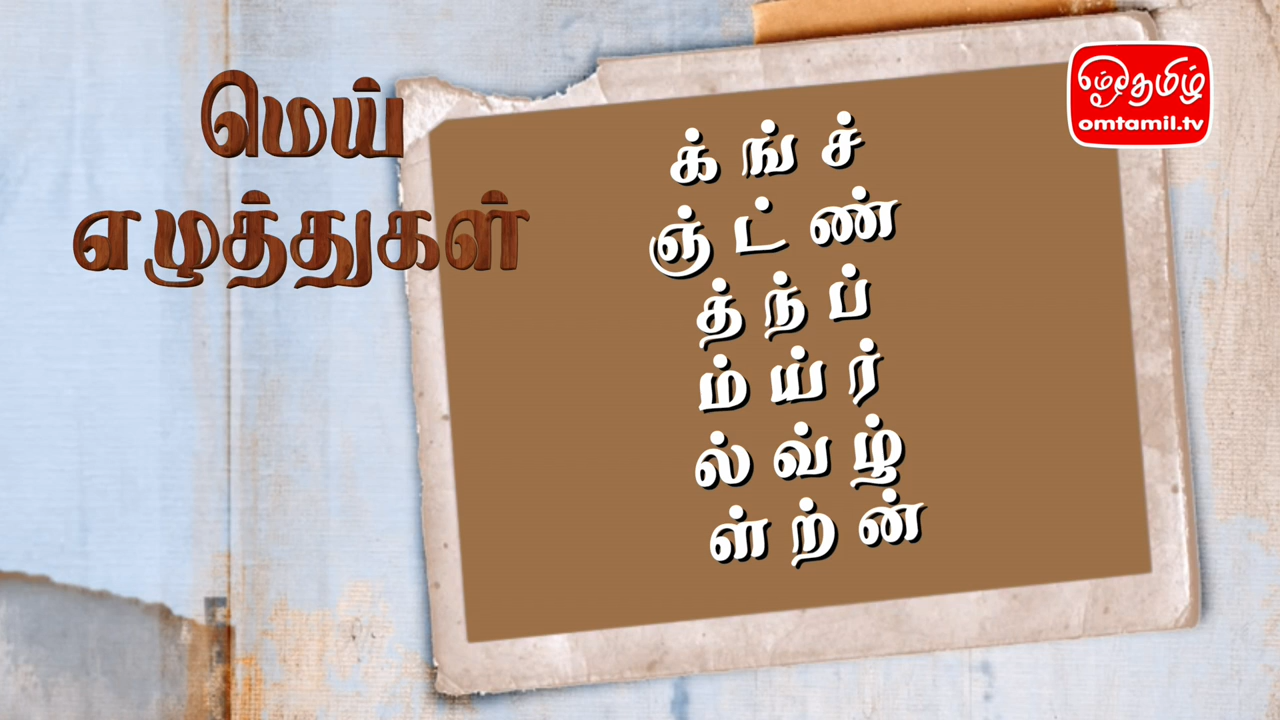 மெய்
எழுத்துகள்
க் ங் ச்
ஞ் ட் ண்
த் ந் ப்
ம் ய் ர்
ல் வ் ழ்
ள் ற் ன்
ஓம்தமிழ்
omtamil.tv